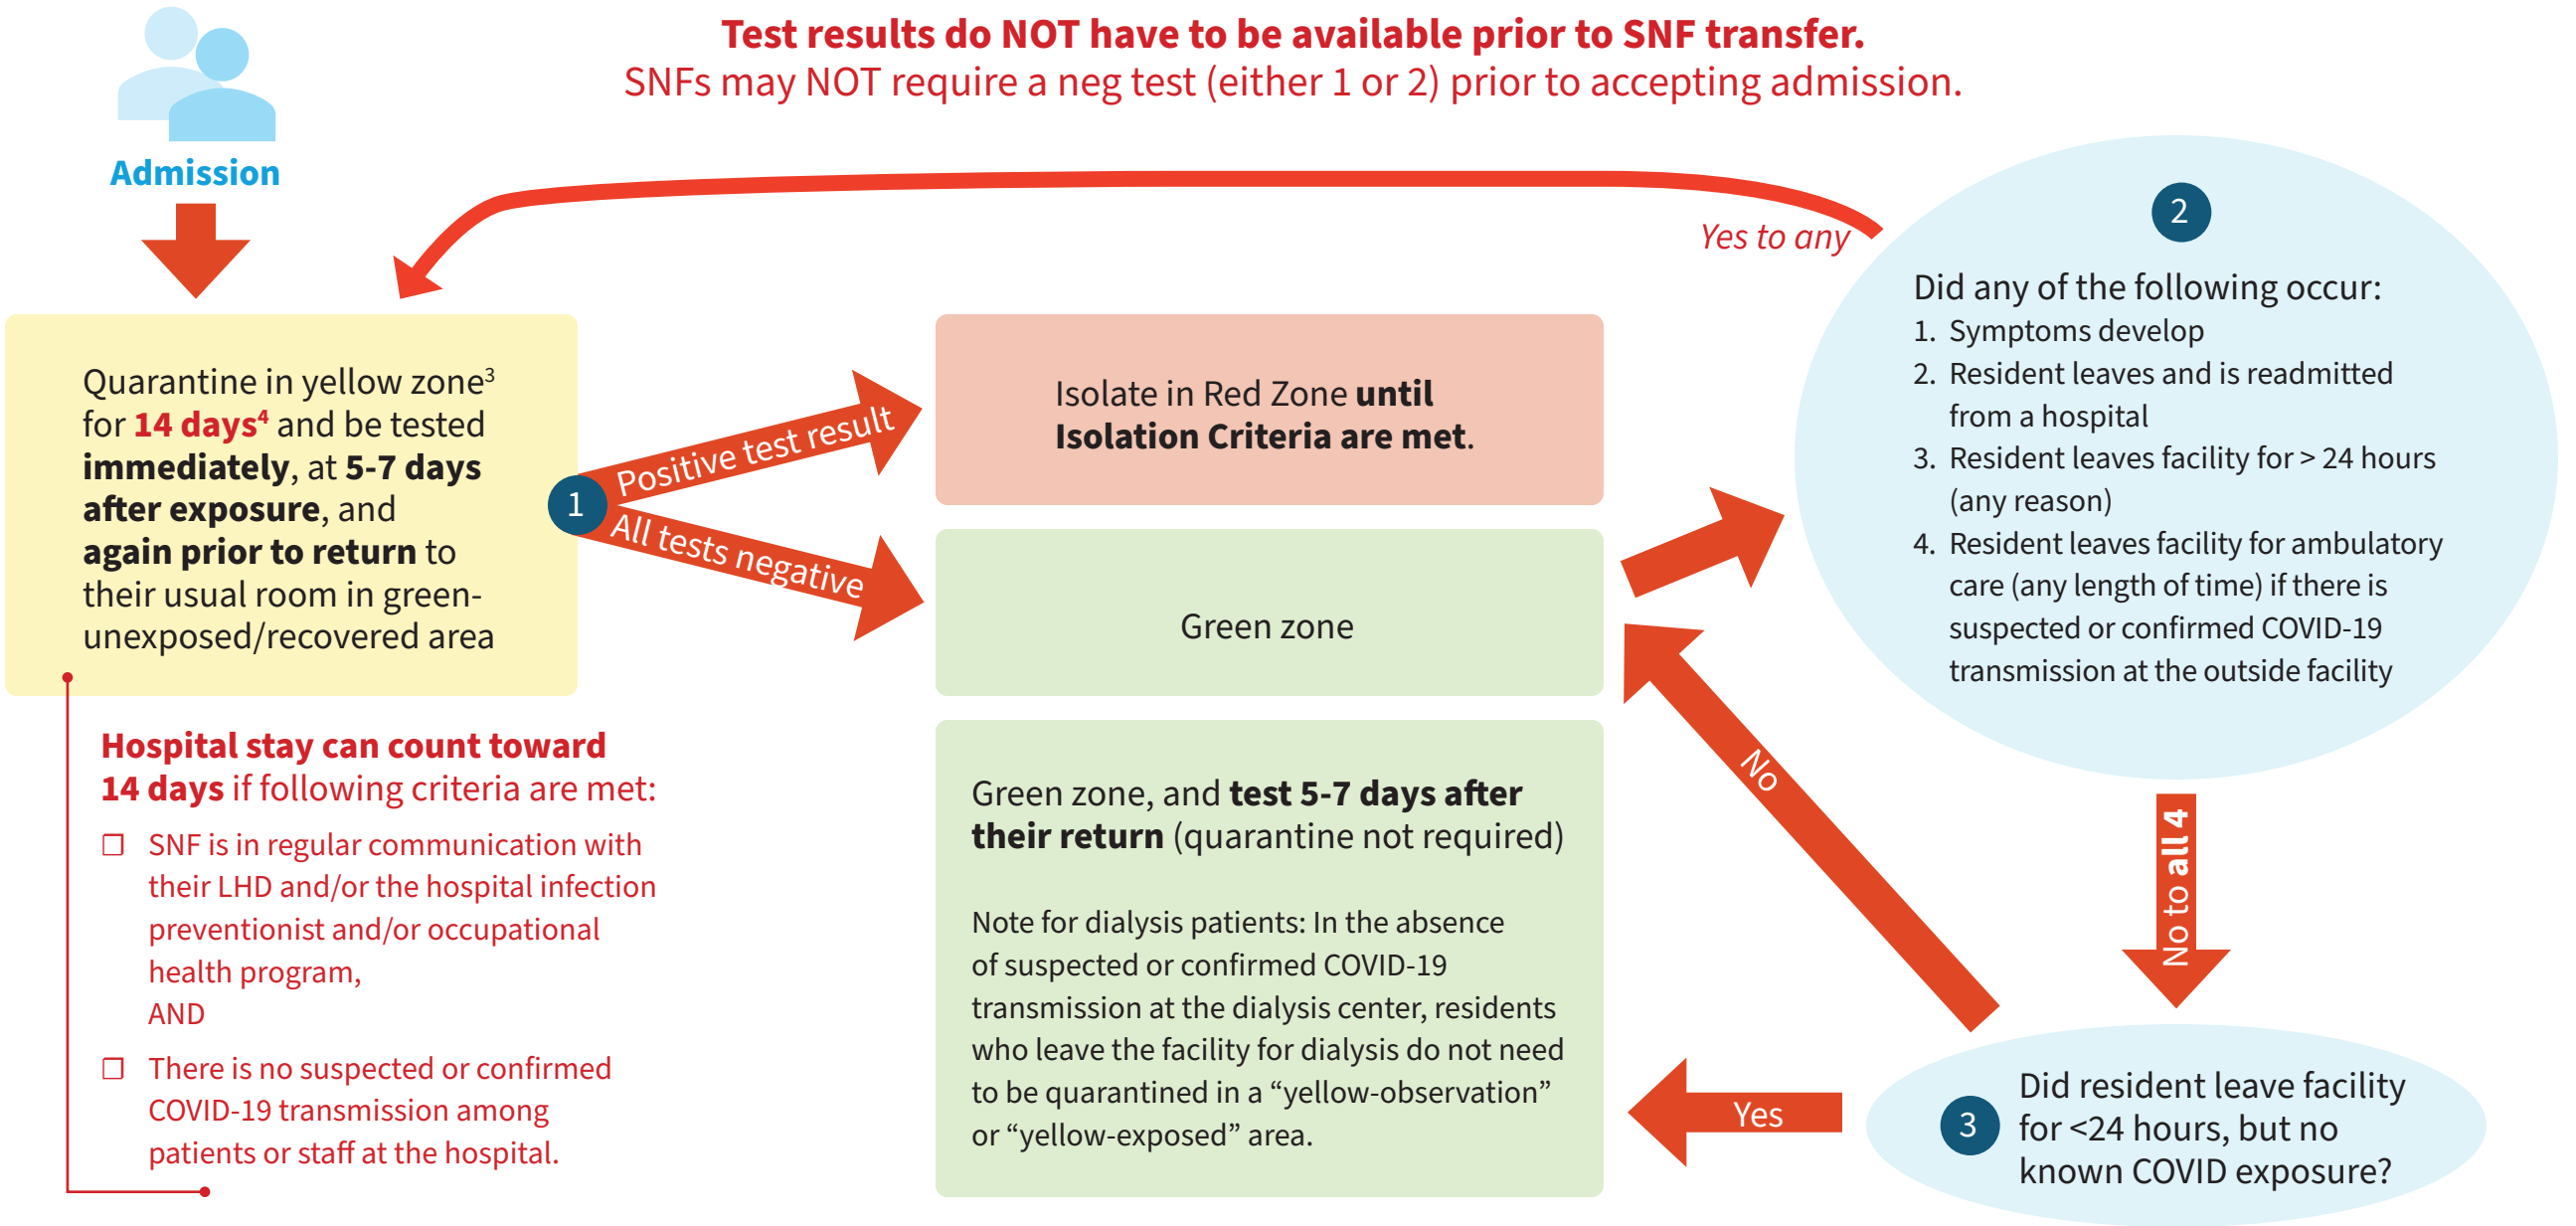 Test results do NOT have to be available prior to SNF transfer.
SNFs may NOT require a neg test (either 1 or 2) prior to accepting admission.
Admission
Quarantine in yellow zone³
for 14 days⁴ and be tested
immediately, at 5-7 days
after exposure, and
again prior to return to
their usual room in green-
unexposed/recovered area
Hospital stay can count toward
14 days if following criteria are met:
❐ SNF is in regular communication with
their LHD and/or the hospital infection
preventionist and/or occupational
health program,
AND
❐ There is no suspected or confirmed
COVID-19 transmission among
patients or staff at the hospital.
1
Positive test result
All tests negative
Isolate in Red Zone until
Isolation Criteria are met.
Green zone
Green zone, and test 5-7 days after
their return (quarantine not required)
Note for dialysis patients: In the absence
of suspected or confirmed COVID-19
transmission at the dialysis center, residents
who leave the facility for dialysis do not need
to be quarantined in a “yellow-observation”
or “yellow-exposed” area.
Yes to any
2
Did any of the following occur:
1. Symptoms develop
2. Resident leaves and is readmitted
from a hospital
3. Resident leaves facility for > 24 hours
(any reason)
4. Resident leaves facility for ambulatory
care (any length of time) if there is
suspected or confirmed COVID-19
transmission at the outside facility
No to all 4
No
Yes
3
Did resident leave facility
for <24 hours, but no
known COVID exposure?